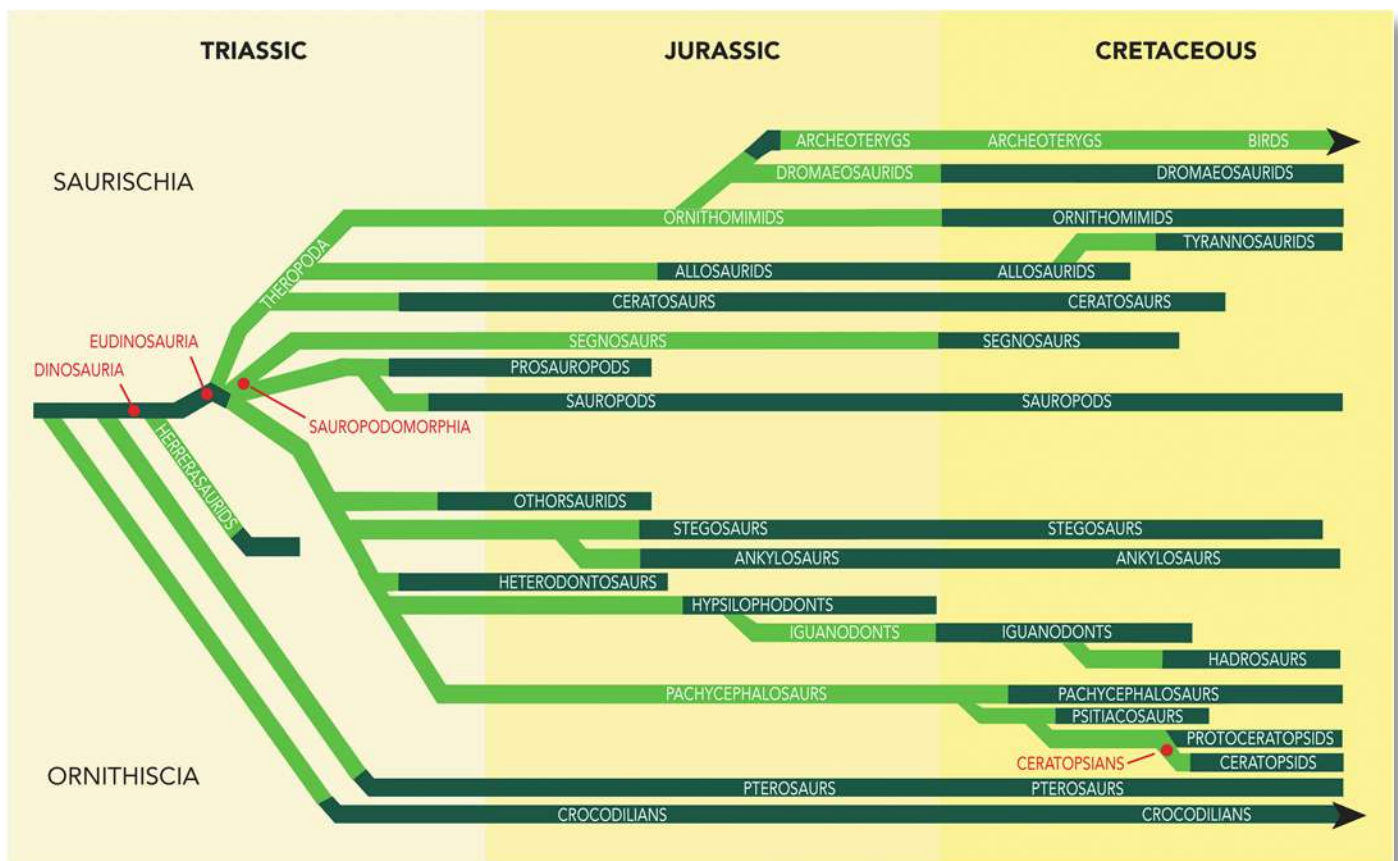 TRIASSIC
JURASSIC
CRETACEOUS
SAURISCHIA
ARCHEOTERYGS ARCHEOTERYGS BIRDS
DROMAEOSAURIDS DROMAEOSAURIDS
ORNITHOMIMIDS ORNITHOMIMIDS
TYRANNOSAURIDS
THEROPODA
ALLOSAURIDS ALLOSAURIDS
CERATOSAURS CERATOSAURS
EUDINOSAURIA
SEGNOSAURS SEGNOSAURS
DINOSAURIA
PROSAUROPODS
SAUROPODS SAUROPODS
SAUROPODOMORPHIA
HERRERASAURIDS
OTHORSAURIDS
STEGOSAURS STEGOSAURS
ANKYLOSAURS ANKYLOSAURS
HETERODONTOSAURS
HYPSILOPHODONTS
IGUANODONTS IGUANODONTS
HADROSAURS
PACHYCEPHALOSAURS PACHYCEPHALOSAURS
PSITIACOSAURS
PROTOCERATOPSIDS
CERATOPSIANS
CERATOPSIDS
ORNITHISCIA
PTEROSAURS PTEROSAURS
CROCODILIANS CROCODILIANS